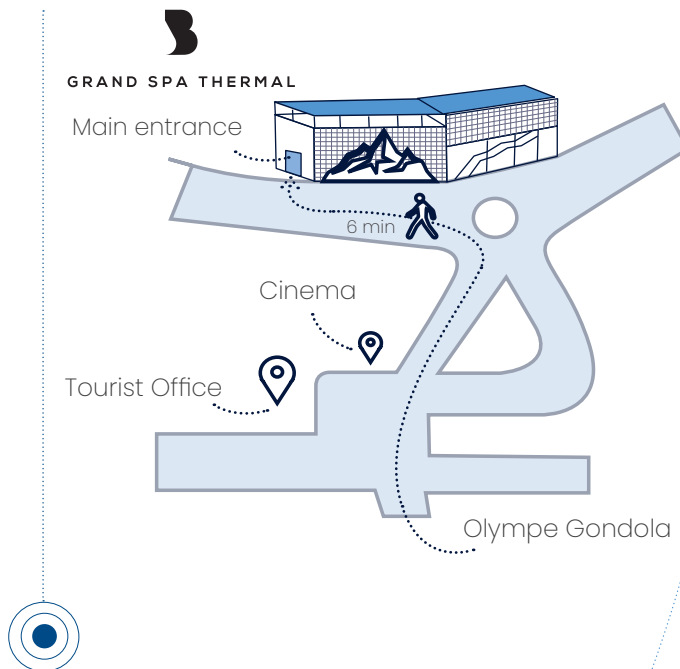 GRAND SPA THERMAL
Main entrance
6 min
Cinema
Tourist Office
Olympe Gondola